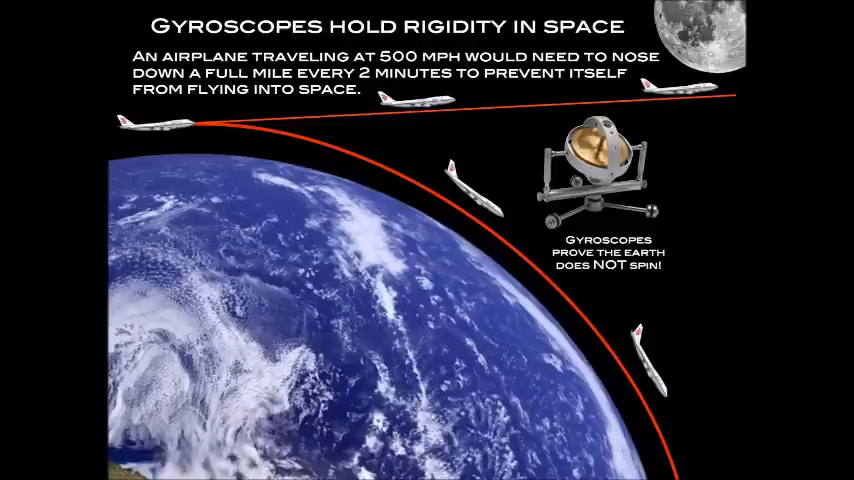 Gyroscopes hold rigidity in space
An airplane traveling at 500 mph would need to nose
down a full mile every 2 minutes to prevent itself
from flying into space.
Gyroscopes
prove the earth
does NOT spin!